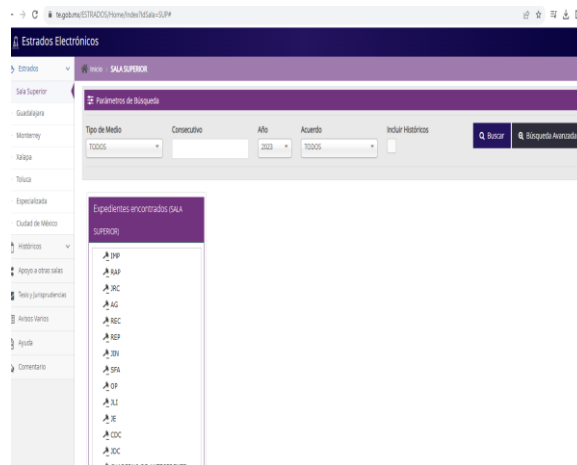 te.gob.mx/ESTRADOS/Home/Index?IdSala=SUP#
Estrados Electrónicos
Estrados
Inicio SALA SUPERIOR
Sala Superior
Guadalajara
Monterrey
Xalapa
Toluca
Especializada
Ciudad de México
Históricos
Apoyo a otras salas
Tesis y Jurisprudencias
Avisos Varios
Ayuda
Comentario
Parámetros de Búsqueda
Tipo de Medio Consecutivo Año Acuerdo Incluir Históricos
TODOS 2023 TODOS
Buscar Búsqueda Avanzada
Expedientes encontrados (SALA
SUPERIOR)
IMP
RAP
JRC
AG
REC
REP
JIN
SFA
OP
JLI
JE
CDC
JDC